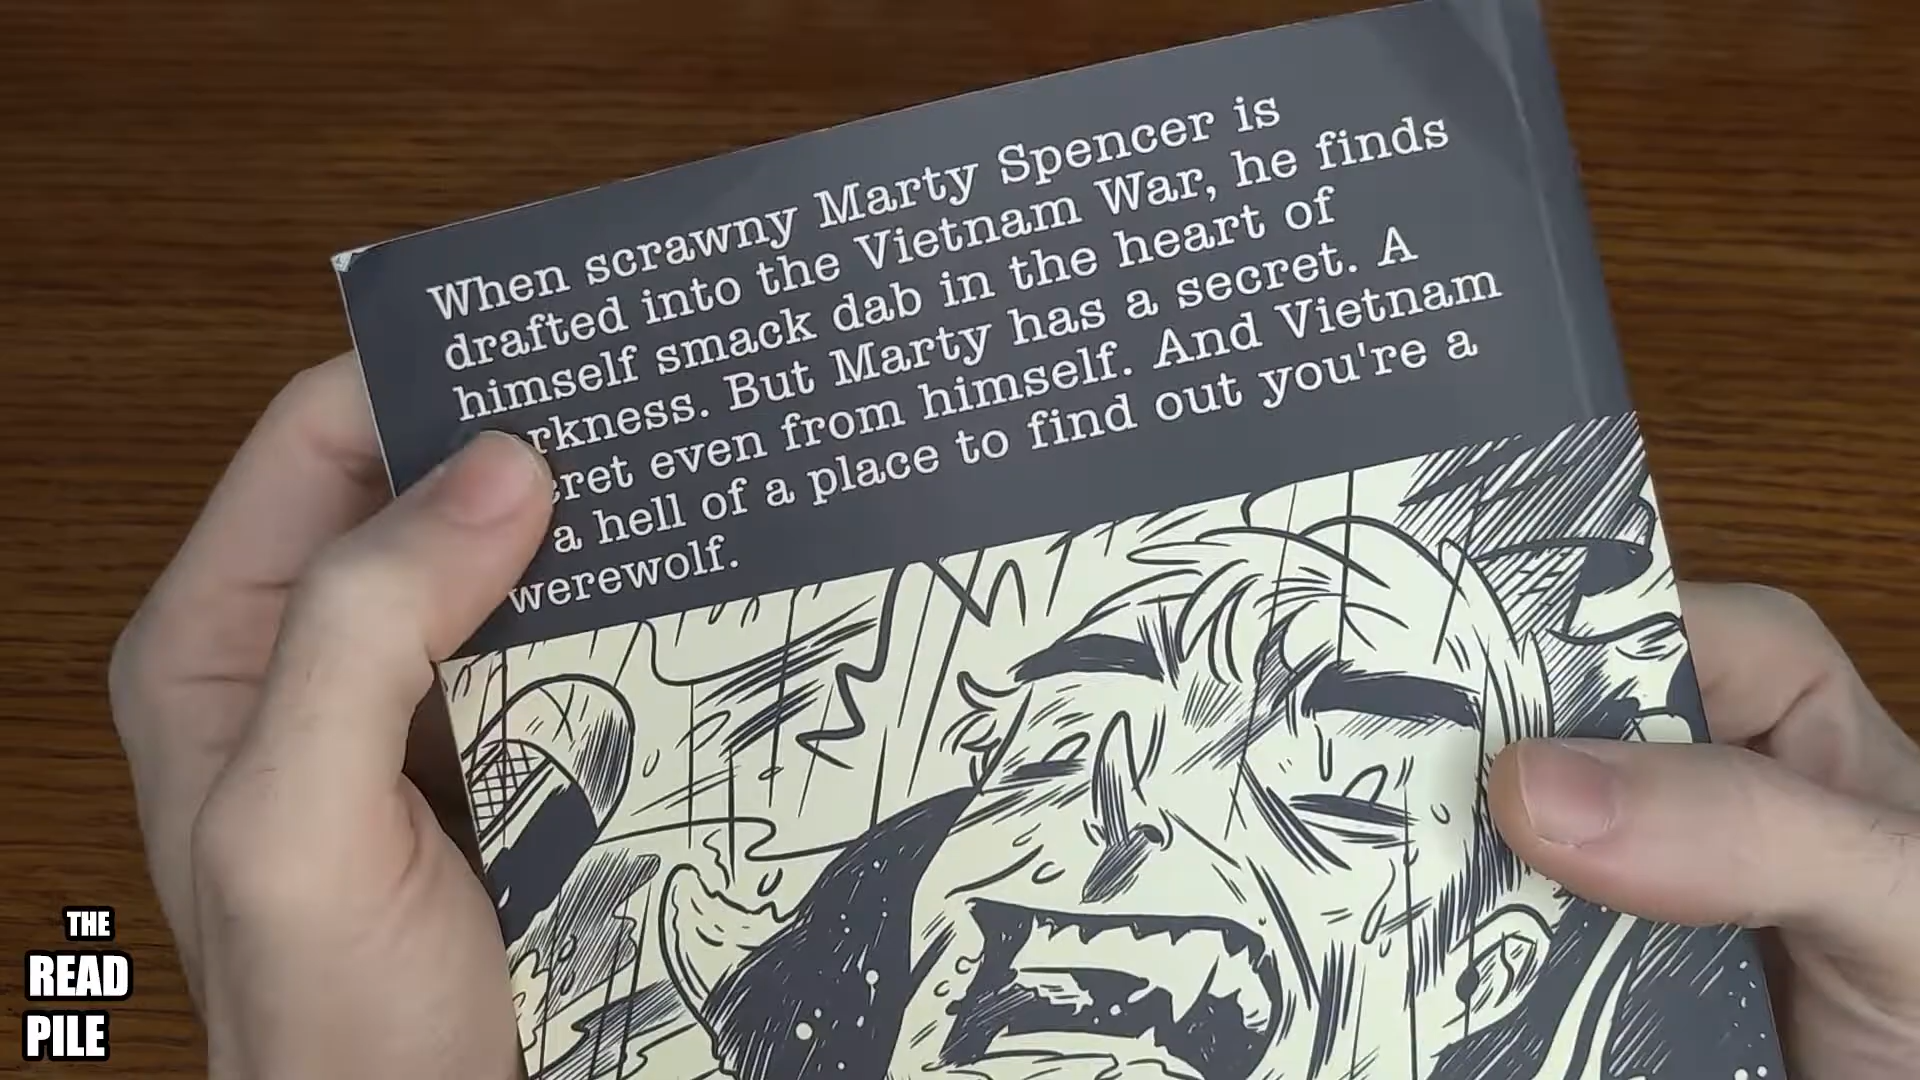 When scrawny Marty Spencer is
drafted into the Vietnam War, he finds
himself smack dab in the heart of
rkness. But Marty has a secret. A
cret even from himself. And Vietnam
a hell of a place to find out you're a
werewolf.
THE
READ
PILE